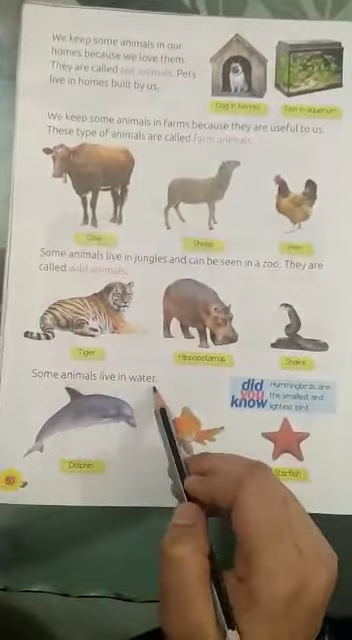 We keep some animals in our
homes because we love them.
They are called pet animals. Pets
live in homes built by us.
Dog in kennel
Fish in aquarium
We keep some animals in farms because they are useful to us.
These type of animals are called farm animals.
Cow
Sheep
Hen
Some animals live in jungles and can be seen in a zoo. They are
called wild animals.
Tiger
Hippopotamus
Snake
Some animals live in water.
did you know
Hummingbirds are
the smallest and
lightest bird.
Dolphin
Starfish
80